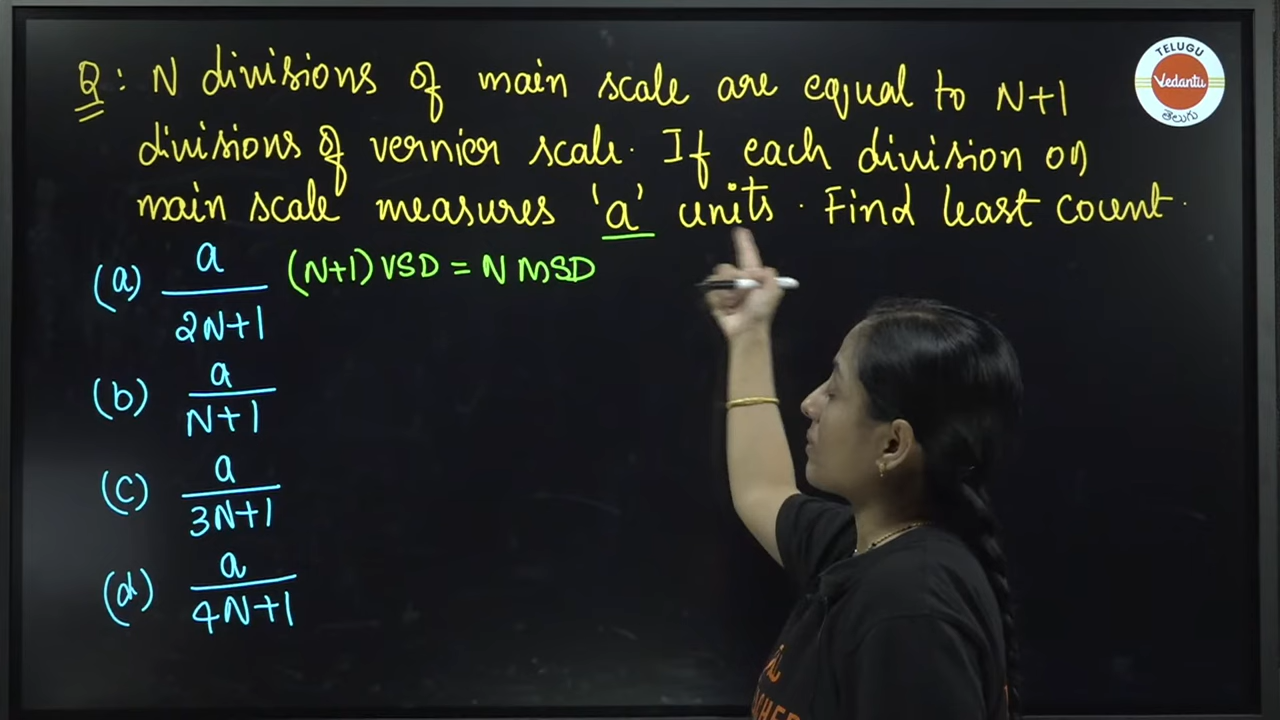 Q: N divisions of main scale are equal to N+1
divisions of vernier scale. If each division on
main scale measures 'a' units. Find least count.
(a) a / 2N+1
(N+1) VSD = N MSD
(b) a / N+1
(c) a / 3N+1
(d) a / 4N+1
TELUGU
Vedantu
తెలుగు